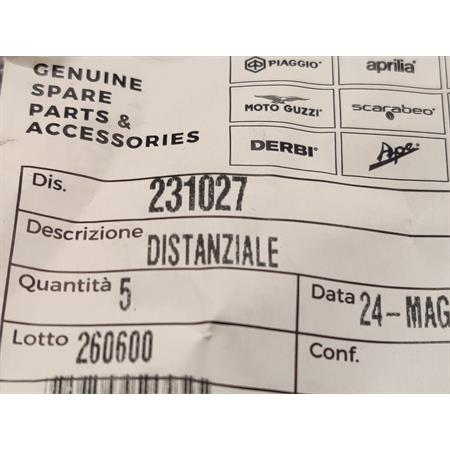 GENUINE
SPARE
PARTS &
ACCESSORIES
PIAGGIO
aprilia
MOTO GUZZI
scarabeo
DERBI
Ape
Dis. 231027
Descrizione DISTANZIALE
Quantità 5
Data 24-MAG
Lotto 260600
Conf.